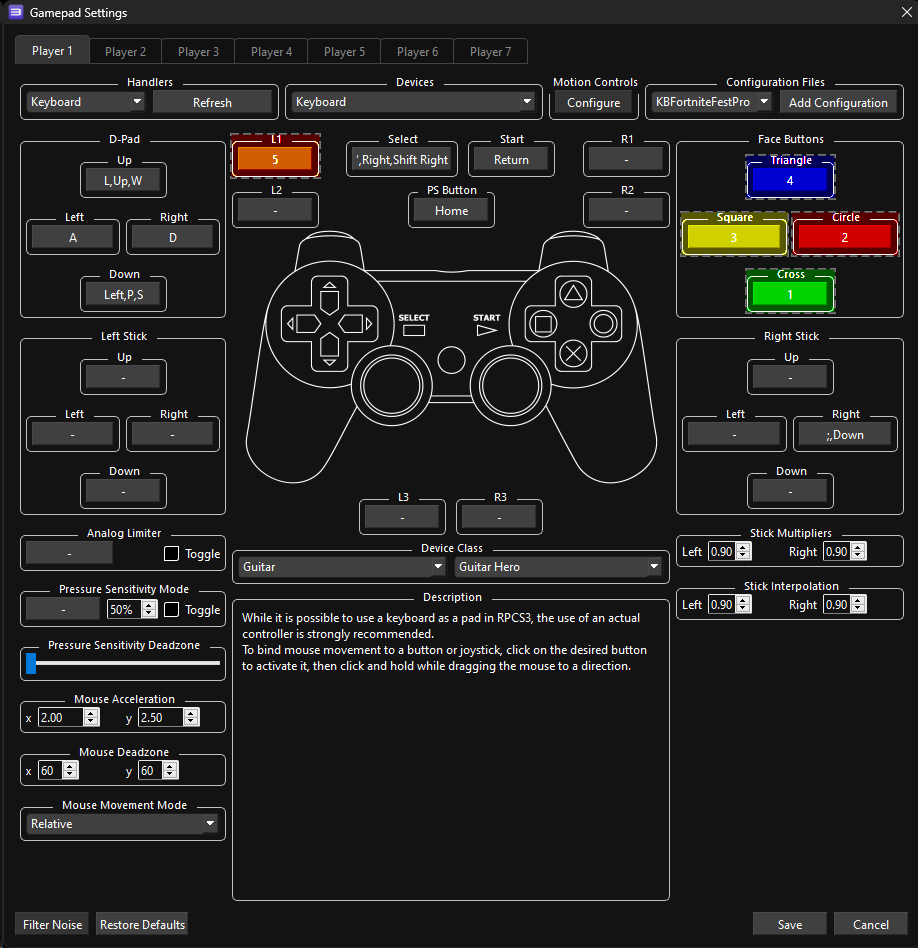 Gamepad Settings
Player 1 Player 2 Player 3 Player 4 Player 5 Player 6 Player 7
Handlers Devices Motion Controls Configuration Files
Keyboard Refresh Keyboard Configure KBFortniteFestPro Add Configuration
D-Pad L1 Select Start R1 Face Buttons
Up 5 ',Right,Shift Right Return - Triangle
L,Up,W 4
L2 PS Button R2
- Home -
Left Right Square Circle
A D 3 2
Down Cross
Left,P,S 1
SELECT START
Left Stick Right Stick
Up Up
- -
Left Right Left Right
- - - ;,Down
Down Down
- -
L3 R3
- -
Analog Limiter Stick Multipliers
- Toggle Left 0.90 Right 0.90
Device Class
Guitar Guitar Hero
Pressure Sensitivity Mode Stick Interpolation
- 50% Toggle Left 0.90 Right 0.90
Description
While it is possible to use a keyboard as a pad in RPCS3, the use of an actual
controller is strongly recommended.
To bind mouse movement to a button or joystick, click on the desired button
to activate it, then click and hold while dragging the mouse to a direction.
Pressure Sensitivity Deadzone
Mouse Acceleration
x 2.00 y 2.50
Mouse Deadzone
x 60 y 60
Mouse Movement Mode
Relative
Filter Noise Restore Defaults Save Cancel